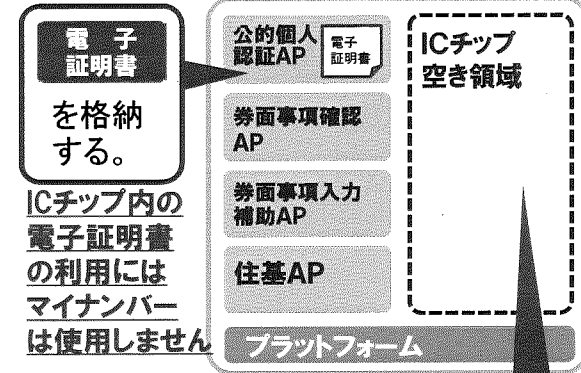 電子
証明書
を格納
する。
ICチップ内の
電子証明書
の利用には
マイナンバー
は使用しません
公的個人
認証AP
電子
証明書
券面事項確認
AP
券面事項入力
補助AP
住基AP
プラットフォーム
ICチップ
空き領域